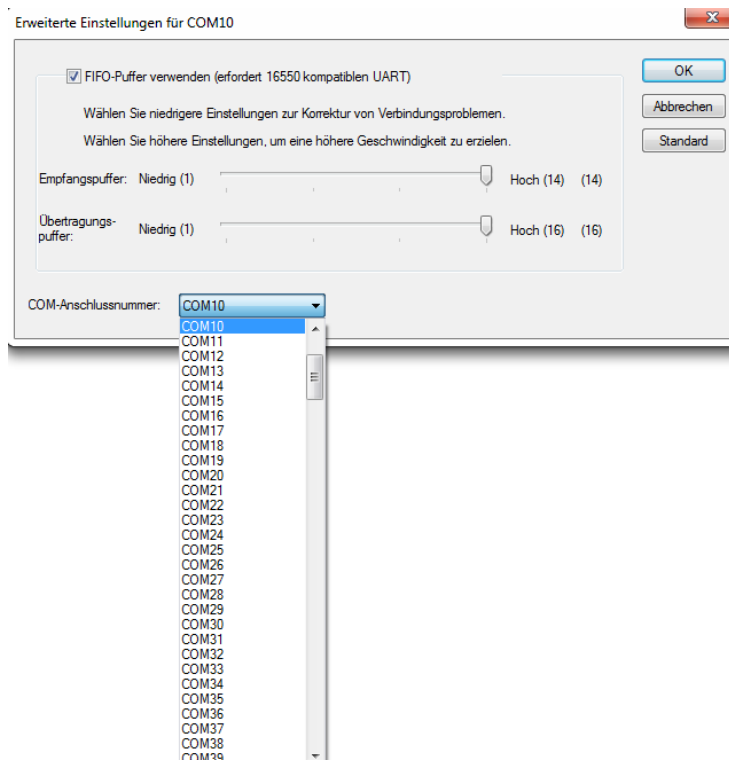 Erweiterte Einstellungen für COM10
FIFO-Puffer verwenden (erfordert 16550 kompatiblen UART)
OK
Wählen Sie niedrigere Einstellungen zur Korrektur von Verbindungsproblemen.
Abbrechen
Wählen Sie höhere Einstellungen, um eine höhere Geschwindigkeit zu erzielen.
Standard
Empfangspuffer: Niedrig (1) Hoch (14) (14)
Übertragungs-
puffer: Niedrig (1) Hoch (16) (16)
COM-Anschlussnummer: COM10
COM10
COM11
COM12
COM13
COM14
COM15
COM16
COM17
COM18
COM19
COM20
COM21
COM22
COM23
COM24
COM25
COM26
COM27
COM28
COM29
COM30
COM31
COM32
COM33
COM34
COM35
COM36
COM37
COM38
COM39